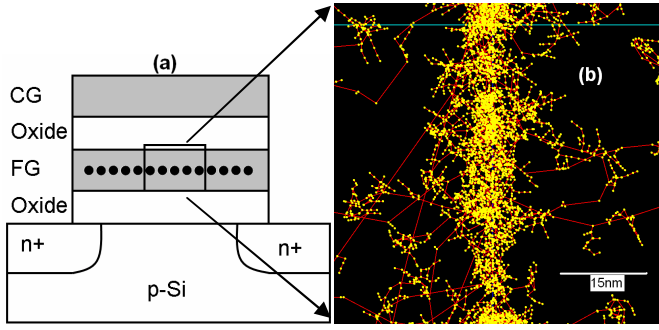 (a)
CG
Oxide
FG
Oxide
n+
n+
p-Si
(b)
15nm